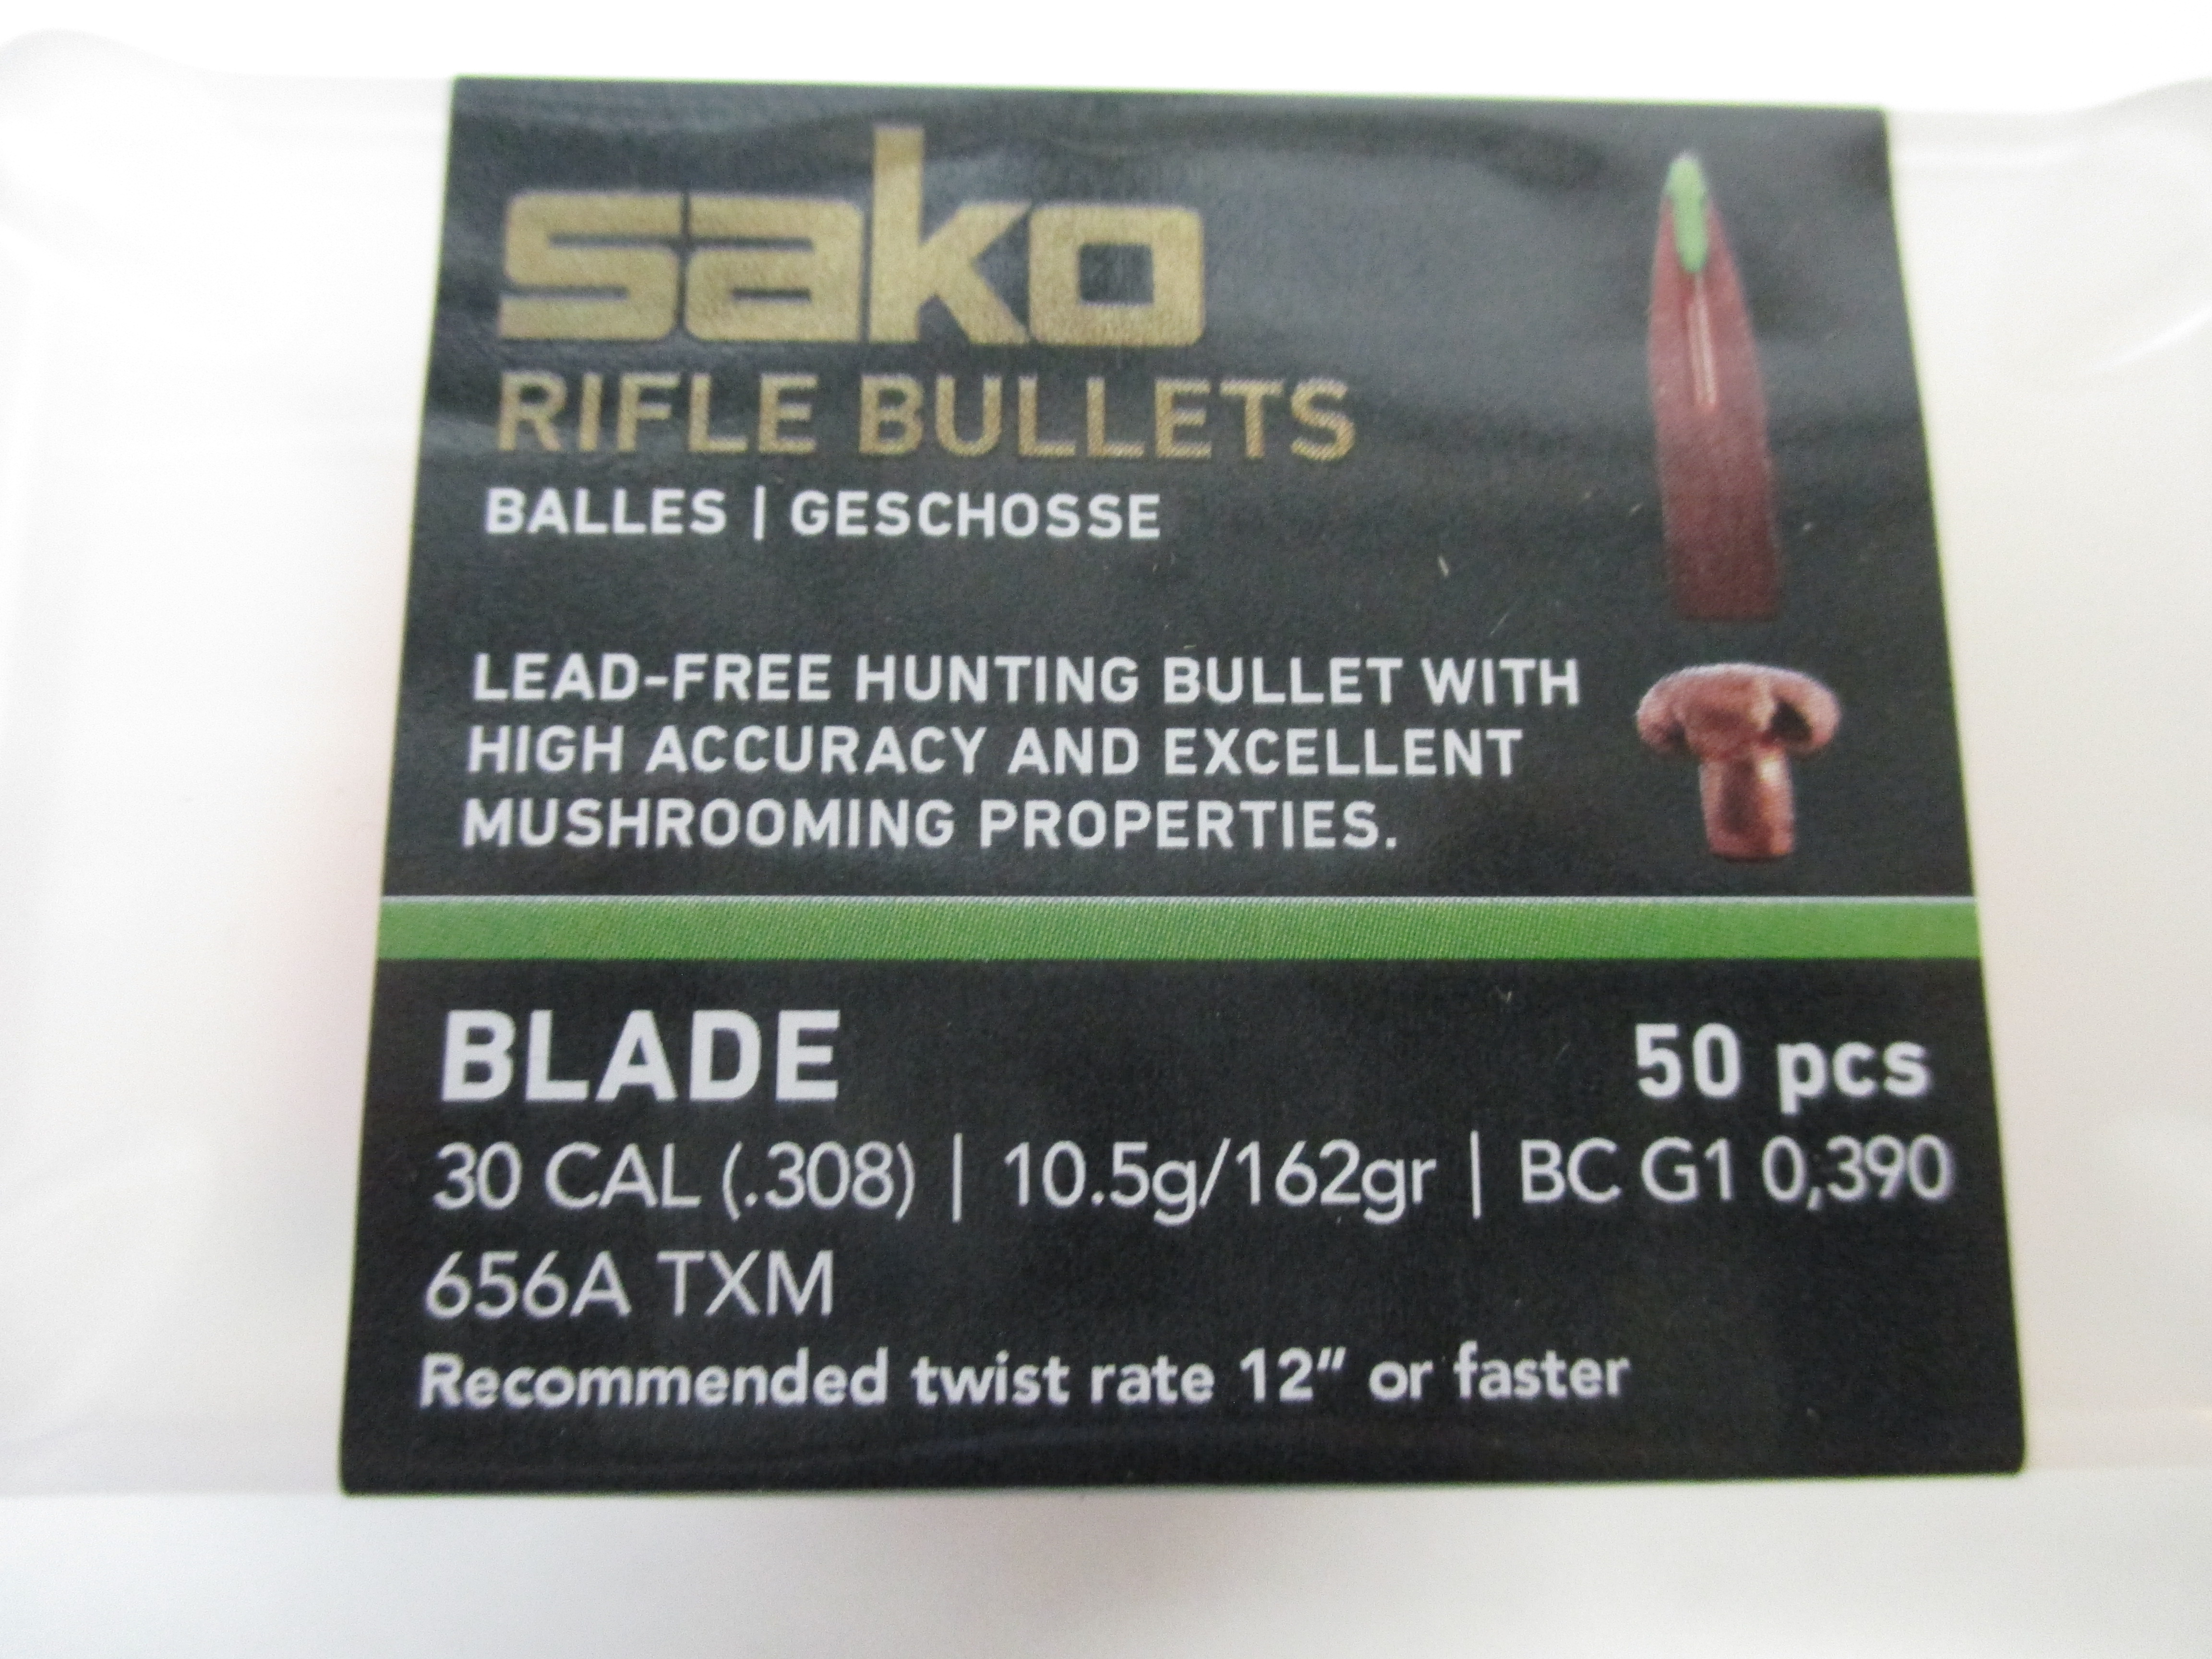 sako
RIFLE BULLETS
BALLES | GESCHOSSE
LEAD-FREE HUNTING BULLET WITH
HIGH ACCURACY AND EXCELLENT
MUSHROOMING PROPERTIES.
BLADE 50 pcs
30 CAL (.308) | 10.5g/162gr | BC G1 0,390
656A TXM
Recommended twist rate 12" or faster